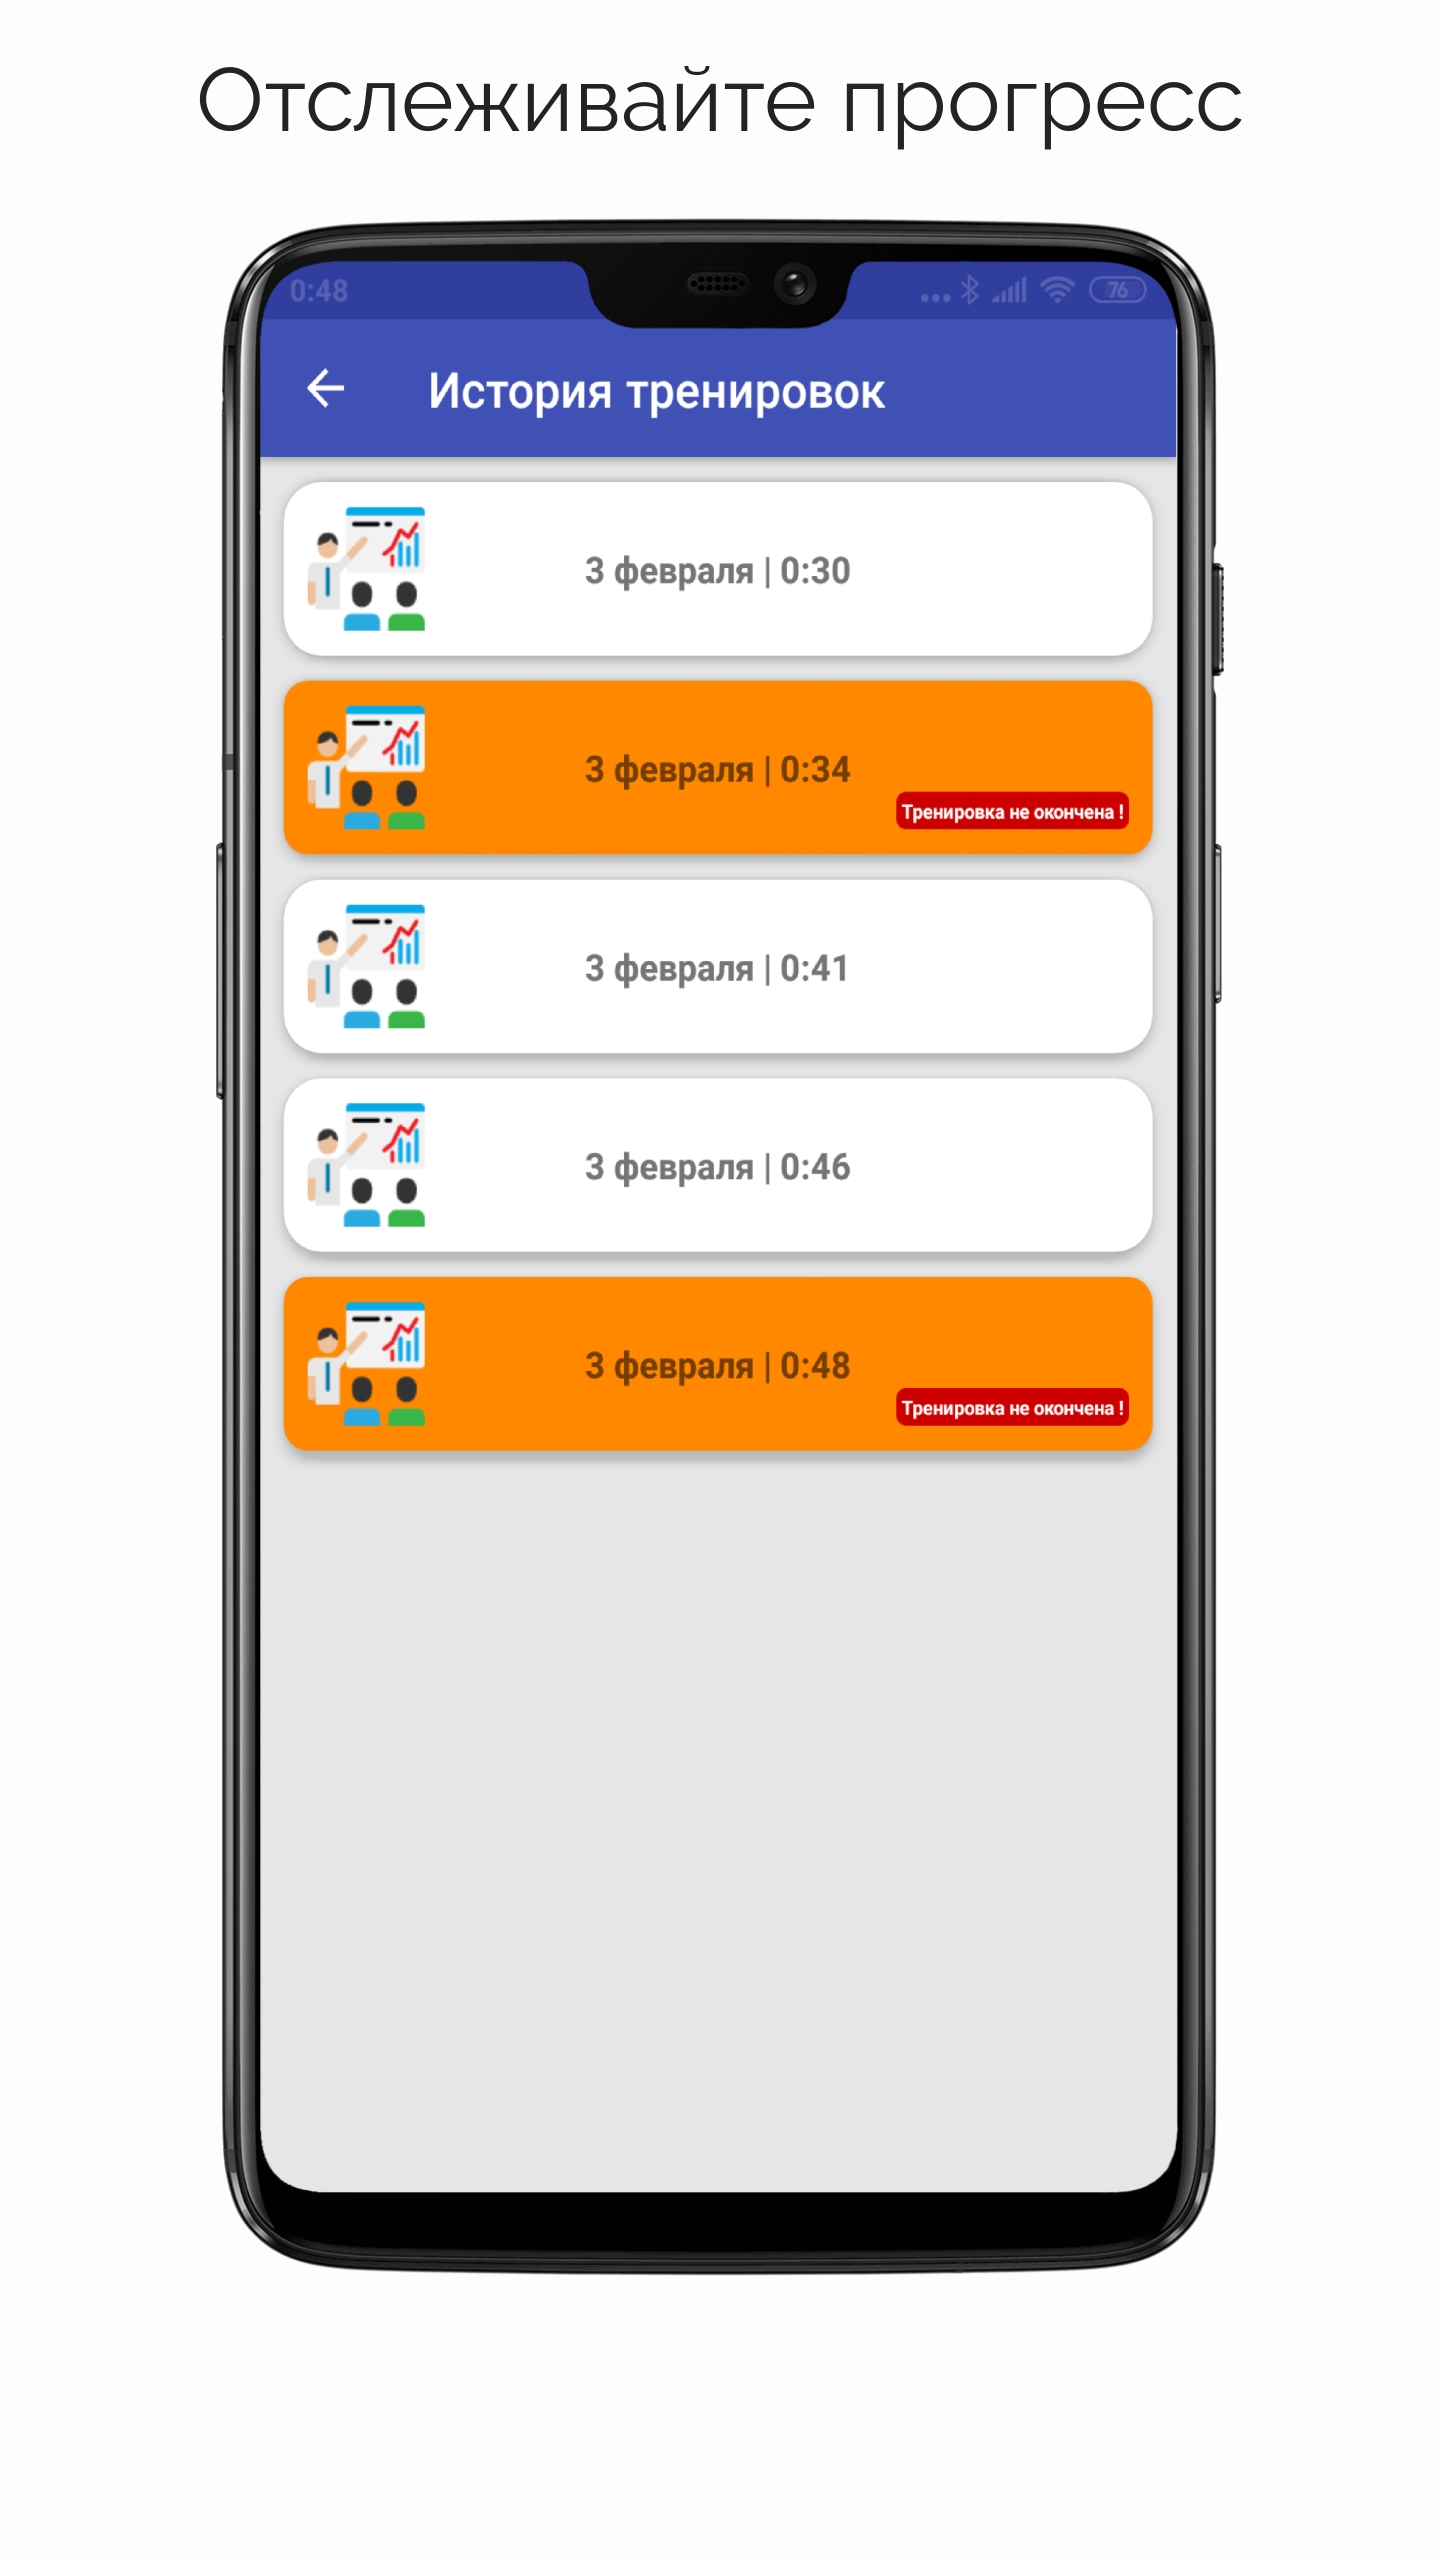 Отслеживайте прогресс
0:48
76
История тренировок
3 февраля | 0:30
3 февраля | 0:34
Тренировка не окончена !
3 февраля | 0:41
3 февраля | 0:46
3 февраля | 0:48
Тренировка не окончена !